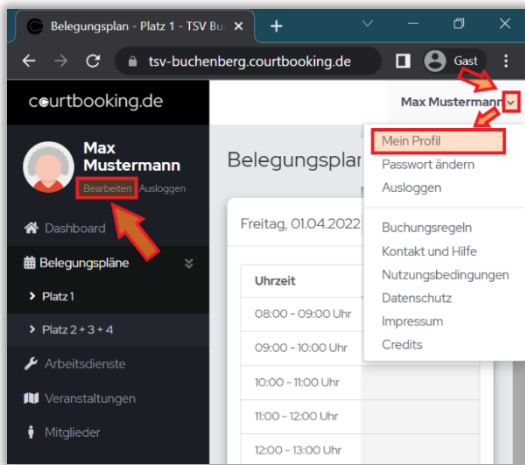 Belegungsplan - Platz 1 - TSV Bu
tsv-buchenberg.courtbooking.de
Gast
courtbooking.de
Max Mustermann
Max
Mustermann
Bearbeiten Ausloggen
Dashboard
Belegungspläne
Platz 1
Platz 2 + 3 + 4
Arbeitsdienste
Veranstaltungen
Mitglieder
Belegungsplan
Freitag, 01.04.2022
Uhrzeit
08:00 - 09:00 Uhr
09:00 - 10:00 Uhr
10:00 - 11:00 Uhr
11:00 - 12:00 Uhr
12:00 - 13:00 Uhr
Mein Profil
Passwort ändern
Ausloggen
Buchungsregeln
Kontakt und Hilfe
Nutzungsbedingungen
Datenschutz
Impressum
Credits